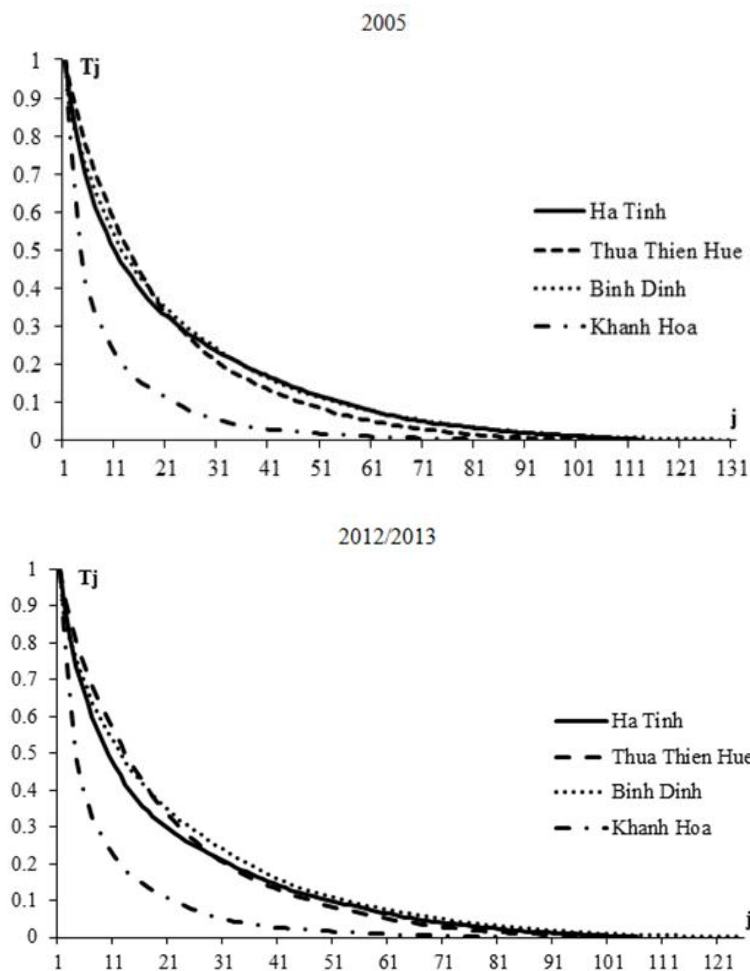 2005
Tj
1
0.9
0.8
0.7
0.6
0.5
0.4
0.3
0.2
0.1
0
Ha Tinh
Thua Thien Hue
Binh Dinh
Khanh Hoa
j
1 11 21 31 41 51 61 71 81 91 101 111 121 131
2012/2013
Tj
1
0.9
0.8
0.7
0.6
0.5
0.4
0.3
0.2
0.1
0
Ha Tinh
Thua Thien Hue
Binh Dinh
Khanh Hoa
j
1 11 21 31 41 51 61 71 81 91 101 111 121